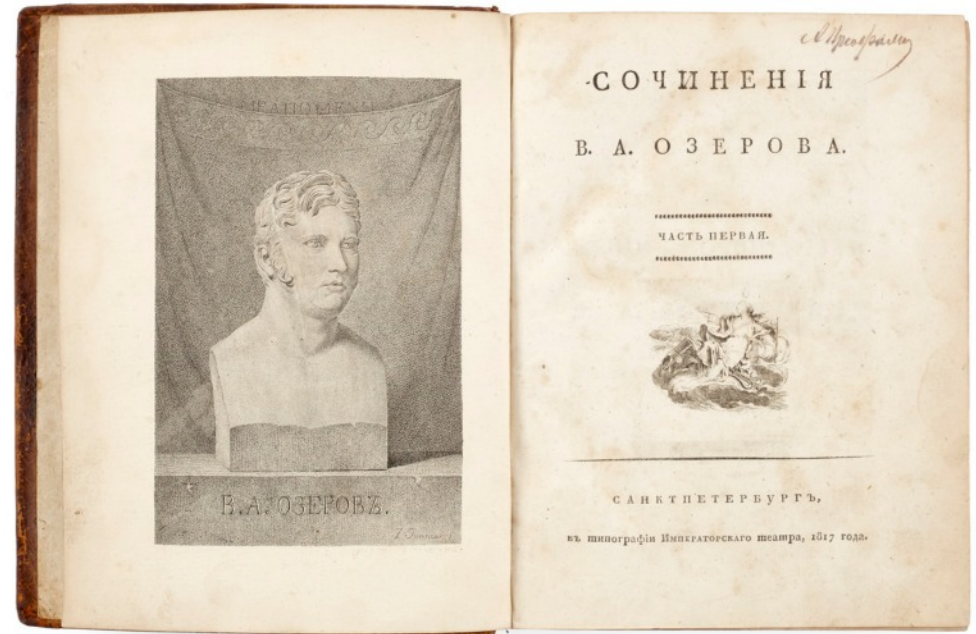 В. А. ОЗЕРОВЪ.
СОЧИНЕНІЯ
В. А. ОЗЕРОВА.
ЧАСТЬ ПЕРВАЯ.
САНКТПЕТЕРБУРГЪ,
въ типографіи Императорскаго театра, 1817 года.